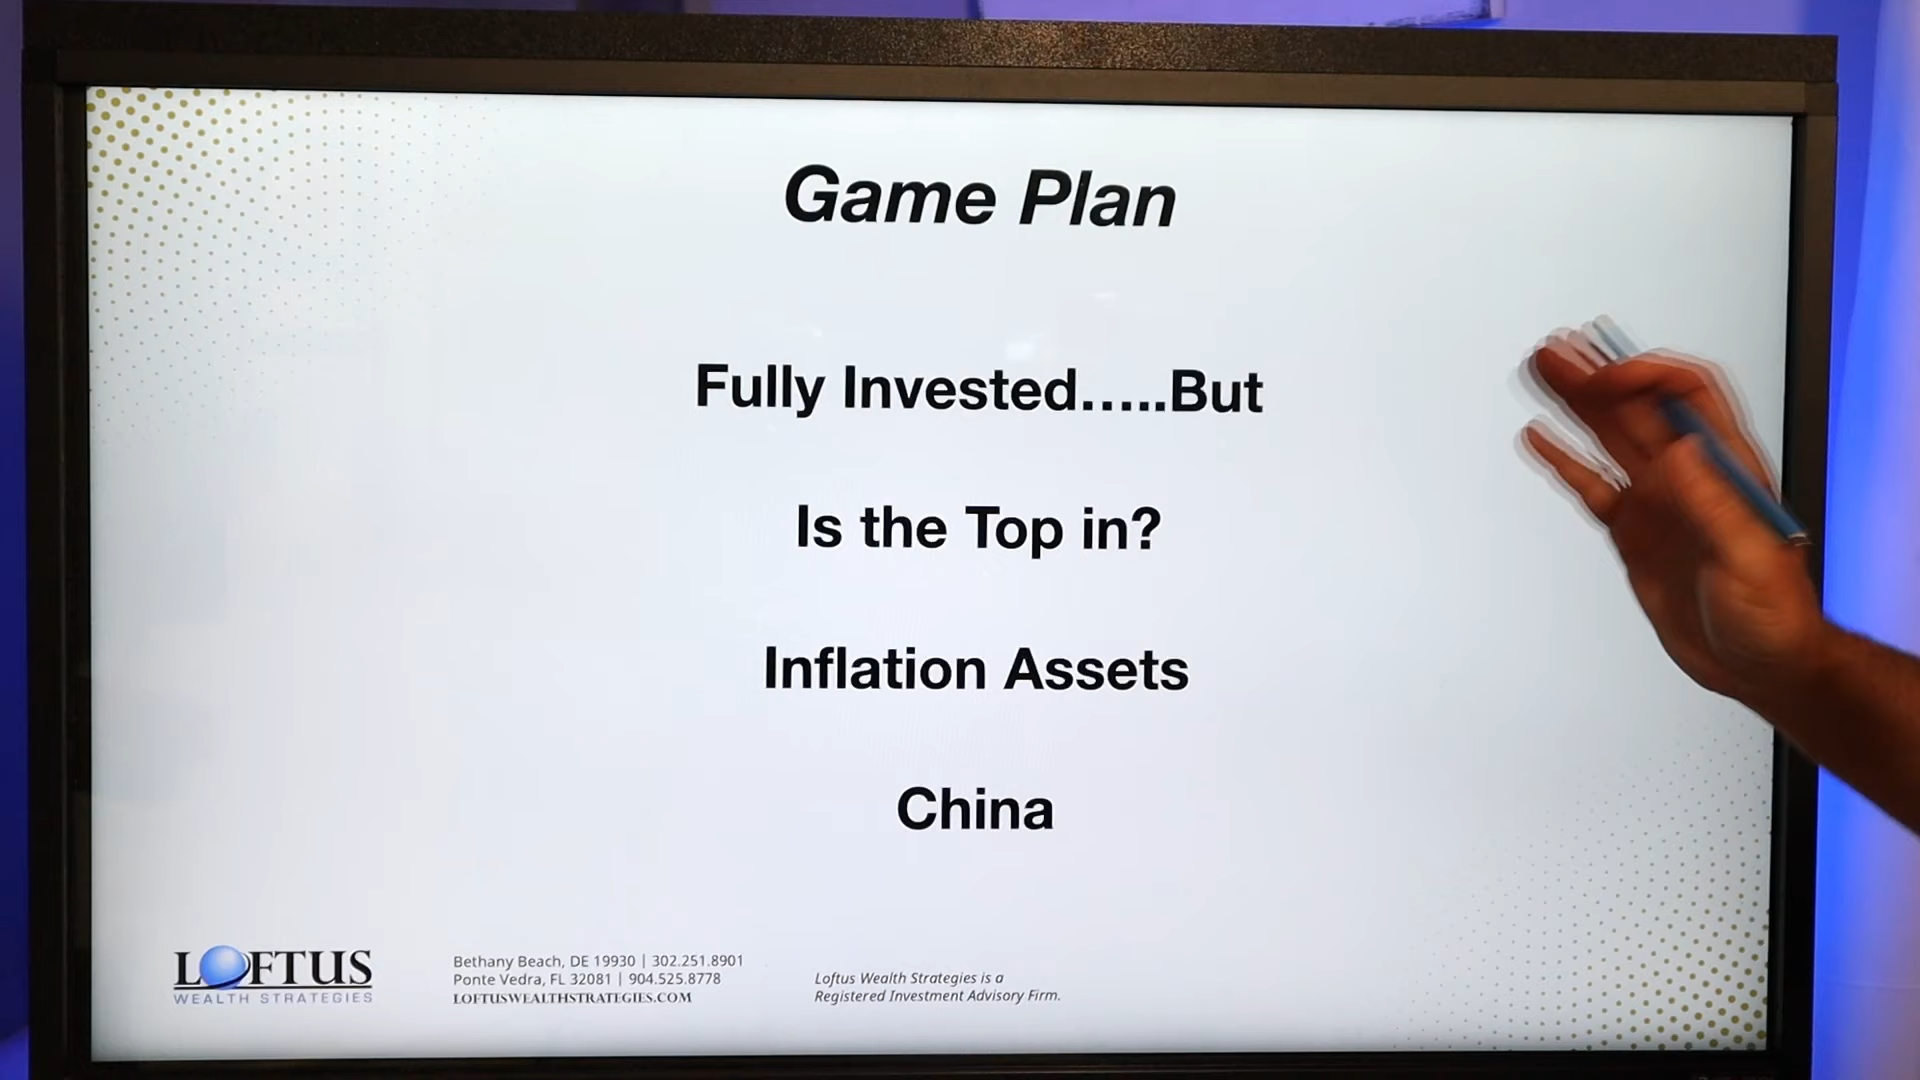 Game Plan
Fully Invested.....But
Is the Top in?
Inflation Assets
China
LOFTUS
WEALTH STRATEGIES
Bethany Beach, DE 19930 | 302.251.8901
Ponte Vedra, FL 32081 | 904.525.8778
LOFTUSWEALTHSTRATEGIES.COM
Loftus Wealth Strategies is a
Registered Investment Advisory Firm.